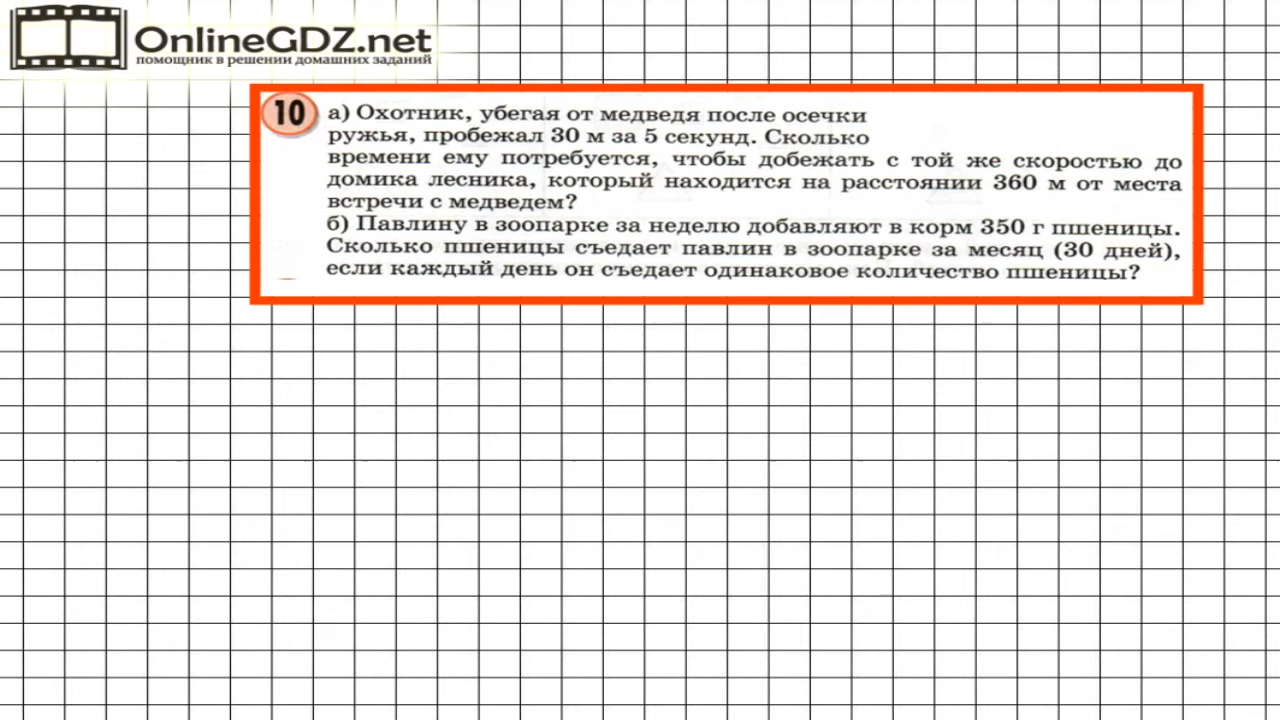 OnlineGDZ.net
помощник в решении домашних заданий
10
а) Охотник, убегая от медведя после осечки
ружья, пробежал 30 м за 5 секунд. Сколько
времени ему потребуется, чтобы добежать с той же скоростью до
домика лесника, который находится на расстоянии 360 м от места
встречи с медведем?
б) Павлину в зоопарке за неделю добавляют в корм 350 г пшеницы.
Сколько пшеницы съедает павлин в зоопарке за месяц (30 дней),
если каждый день он съедает одинаковое количество пшеницы?